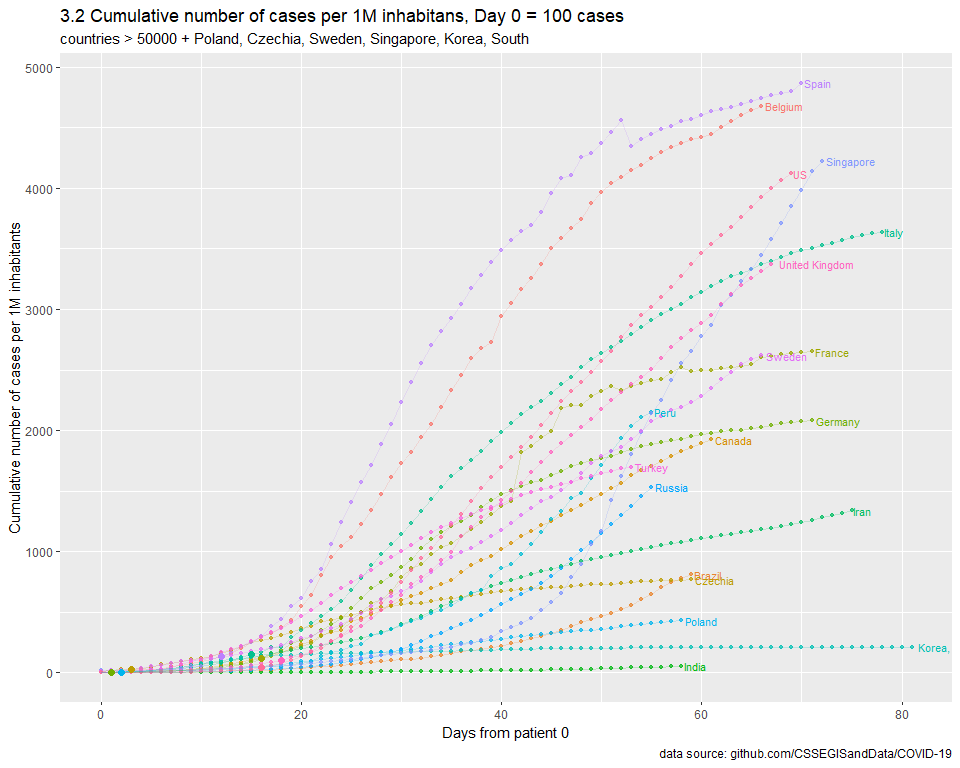 3.2 Cumulative number of cases per 1M inhabitans, Day 0 = 100 cases
countries > 50000 + Poland, Czechia, Sweden, Singapore, Korea, South
Cumulative number of cases per 1M inhabitants
5000
4000
3000
2000
1000
0
Spain
Belgium
Singapore
US
Italy
United Kingdom
France
Sweden
Peru
Germany
Canada
Turkey
Russia
Iran
Brazil
Czechia
Poland
Korea,
India
0
20
40
60
80
Days from patient 0
data source: github.com/CSSEGISandData/COVID-19